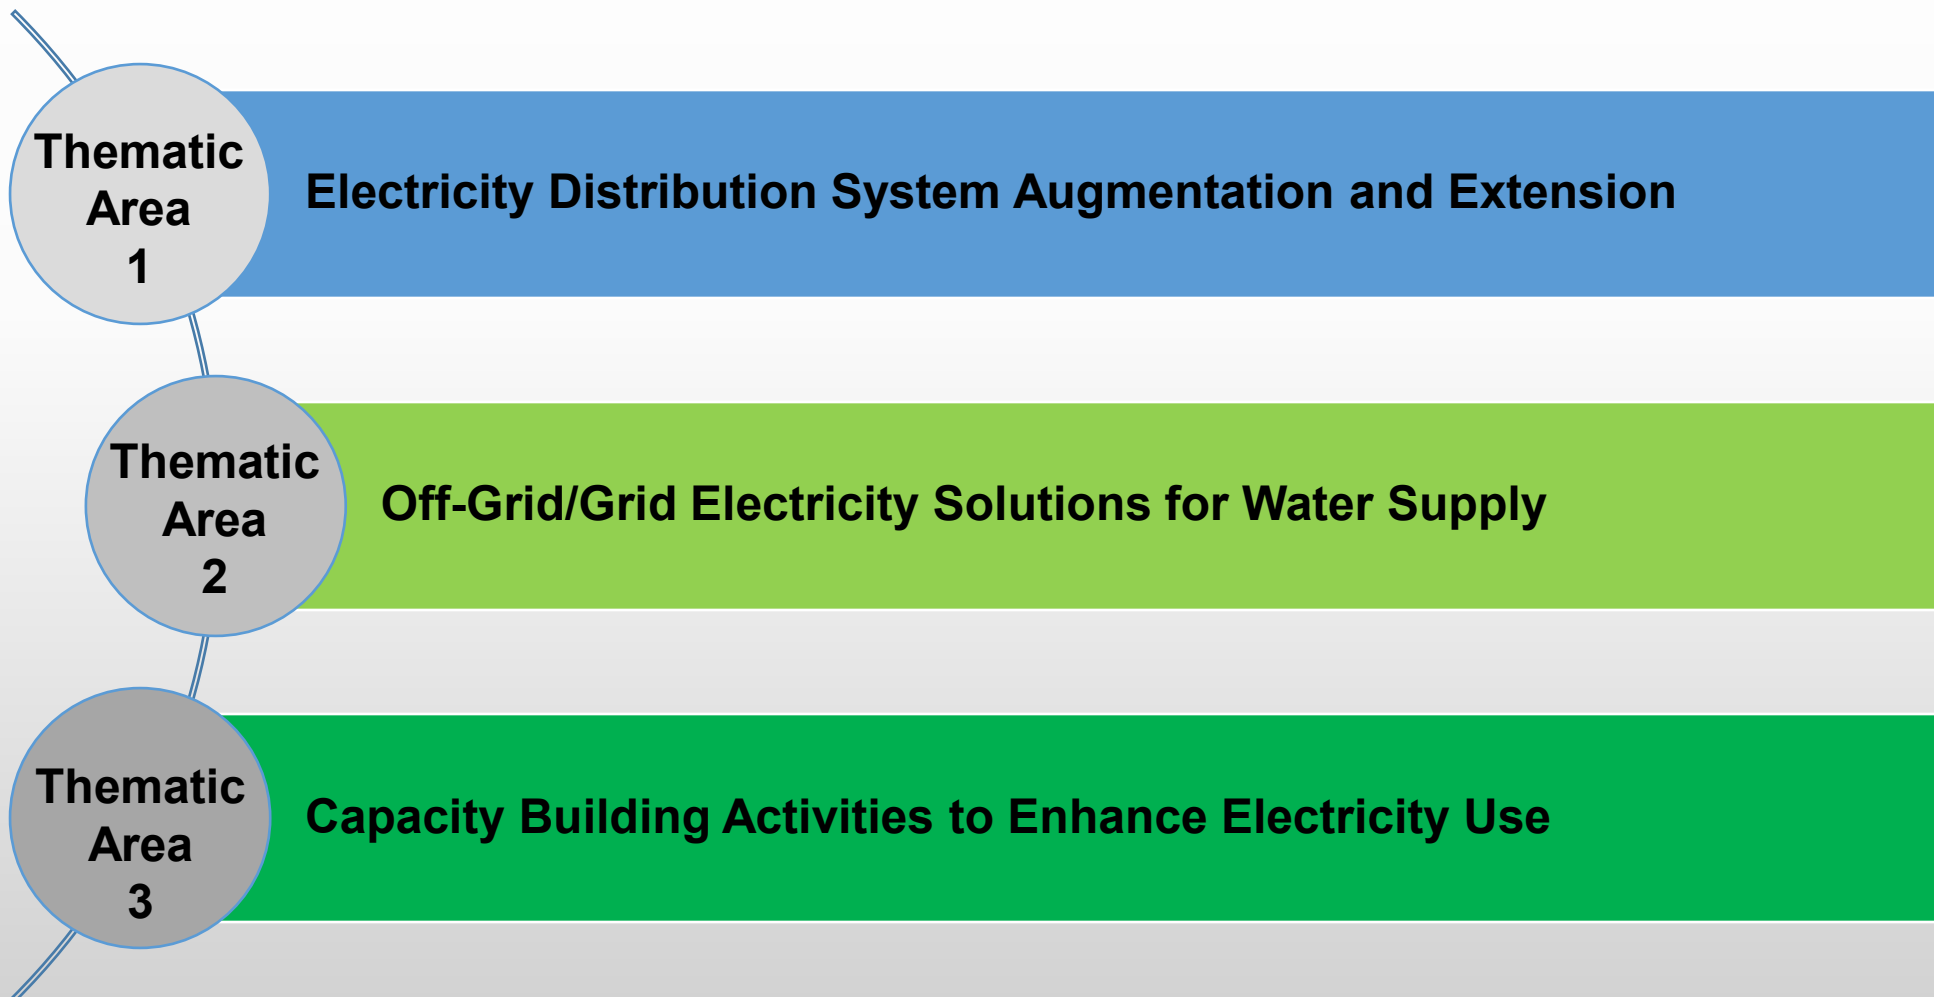 Thematic
Area
1
Electricity Distribution System Augmentation and Extension
Thematic
Area
2
Off-Grid/Grid Electricity Solutions for Water Supply
Thematic
Area
3
Capacity Building Activities to Enhance Electricity Use